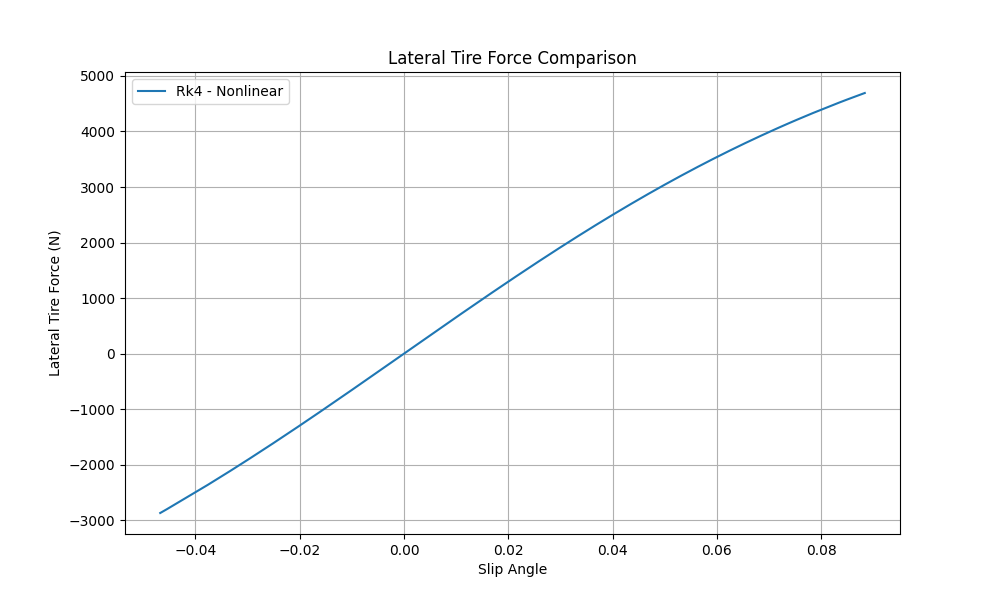 Lateral Tire Force Comparison
Rk4 - Nonlinear
Lateral Tire Force (N)
5000
4000
3000
2000
1000
0
−1000
−2000
−3000
−0.04 −0.02 0.00 0.02 0.04 0.06 0.08
Slip Angle